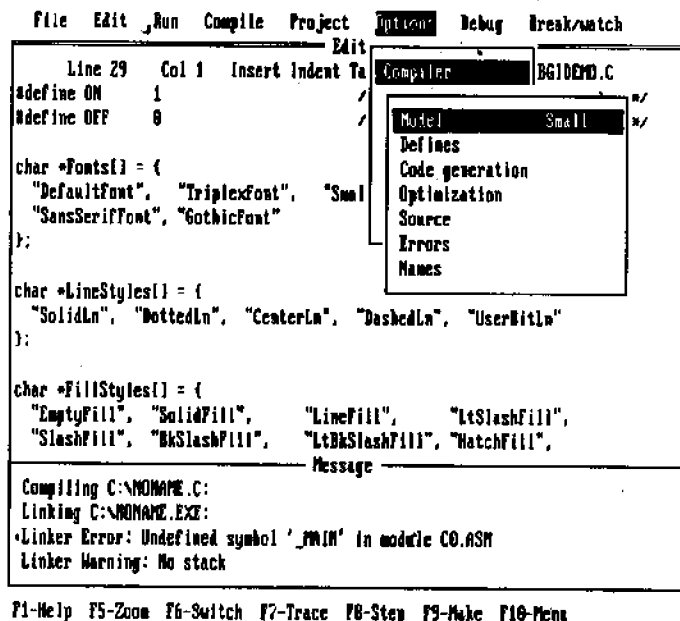 File Edit Run Compile Project Options Debug Break/watch
Edit
Line 29 Col 1 Insert Indent Ta
BGIDEMO.C
Compiler
#define ON 1 / */
#define OFF 0 / */
Model Small
Defines
Code generation
Optimization
Source
Errors
Names
char *Fonts[] = {
"DefaultFont", "TriplexFont", "Smal
"SansSerifFont", "GothicFont"
};
char *LineStyles[] = {
"SolidLn", "DottedLn", "CenterLn", "DashedLn", "UserBitLn"
};
char *FillStyles[] = {
"EmptyFill", "SolidFill", "LineFill", "LtSlashFill",
"SlashFill", "BkSlashFill", "LtBkSlashFill", "HatchFill",
Message
Compiling C:\NONAME.C:
Linking C:\NONAME.EXE:
•Linker Error: Undefined symbol '_MAIN' in module C0.ASM
Linker Warning: No stack
F1-Help F5-Zoom F6-Switch F7-Trace F8-Step F9-Make F10-Menu